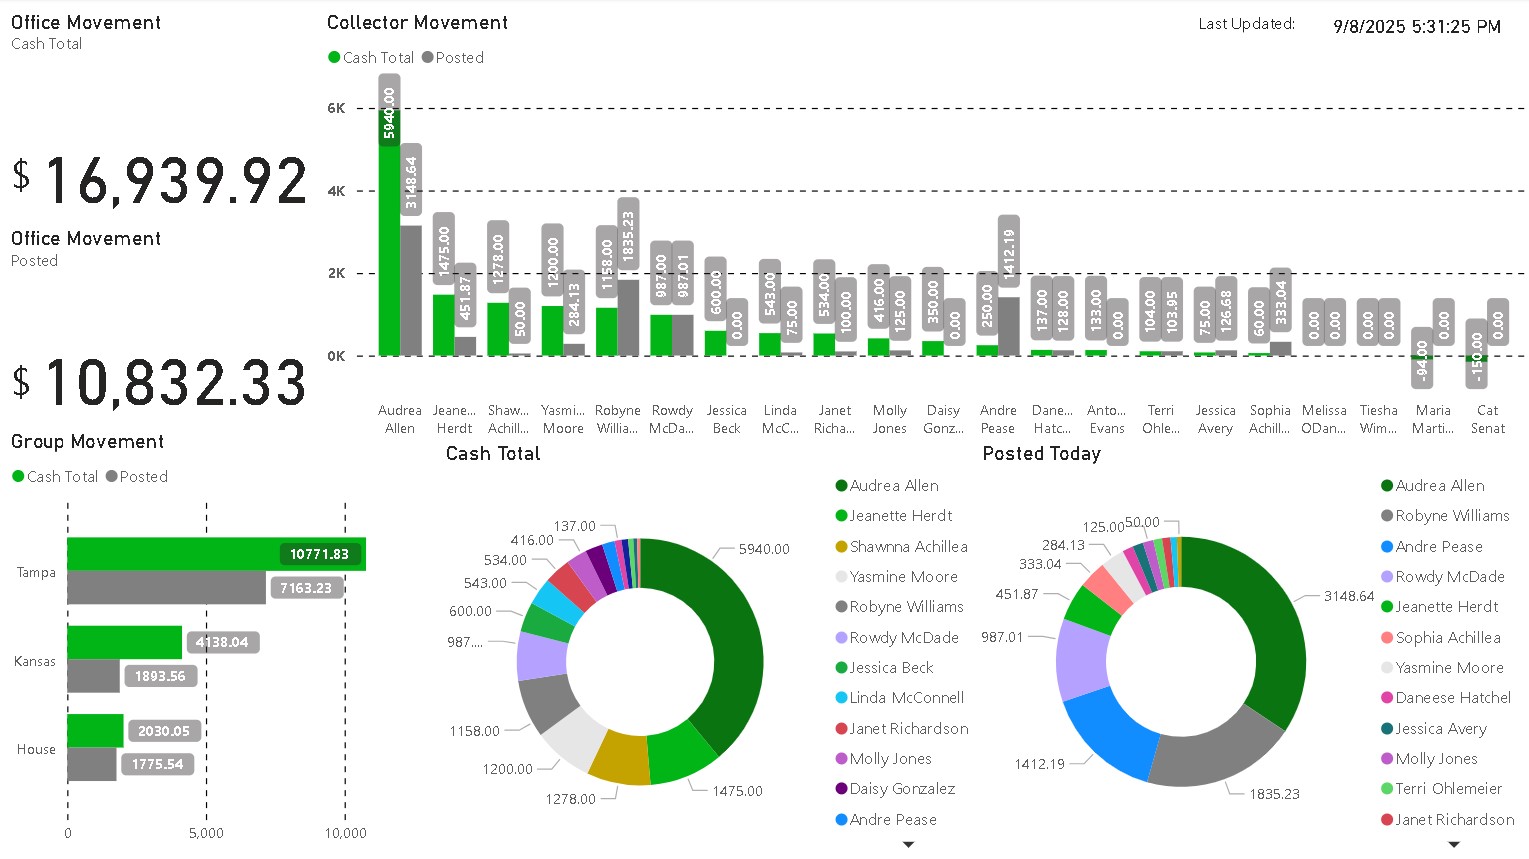 Office Movement
Cash Total
$ 16,939.92
Office Movement
Posted
$ 10,832.33
Collector Movement
Cash Total Posted
Last Updated: 9/8/2025 5:31:25 PM
6K
4K
2K
0K
5940.00 3148.64 1475.00 451.87 1278.00 50.00 1200.00 284.13 1158.00 1835.23 987.00 987.01 600.00 0.00 543.00 75.00 534.00 100.00 416.00 125.00 350.00 0.00 250.00 1412.19 137.00 128.00 133.00 0.00 104.00 103.95 75.00 126.68 60.00 333.04 0.00 0.00 0.00 0.00 -94.00 0.00 -150.00 0.00
Audrea Jeane... Shaw... Yasmi... Robyne Rowdy Jessica Linda Janet Molly Daisy Andre Dane... Anto... Terri Jessica Sophia Melissa Tiesha Maria Cat
Allen Herdt Achill... Moore Willia... McDa... Beck McC... Richa... Jones Gonz... Pease Hatc... Evans Ohle... Avery Achill... ODan... Wim... Marti... Senat
Group Movement
Cash Total Posted
Tampa
10771.83
7163.23
Kansas
4138.04
1893.56
House
2030.05
1775.54
0 5,000 10,000
Cash Total
137.00
416.00
534.00
543.00
600.00
987....
1158.00
1200.00
1278.00
1475.00
5940.00
Audrea Allen
Jeanette Herdt
Shawnna Achillea
Yasmine Moore
Robyne Williams
Rowdy McDade
Jessica Beck
Linda McConnell
Janet Richardson
Molly Jones
Daisy Gonzalez
Andre Pease
Posted Today
50.00
125.00
284.13
333.04
451.87
987.01
1412.19
1835.23
3148.64
Audrea Allen
Robyne Williams
Andre Pease
Rowdy McDade
Jeanette Herdt
Sophia Achillea
Yasmine Moore
Daneese Hatchel
Jessica Avery
Molly Jones
Terri Ohlemeier
Janet Richardson